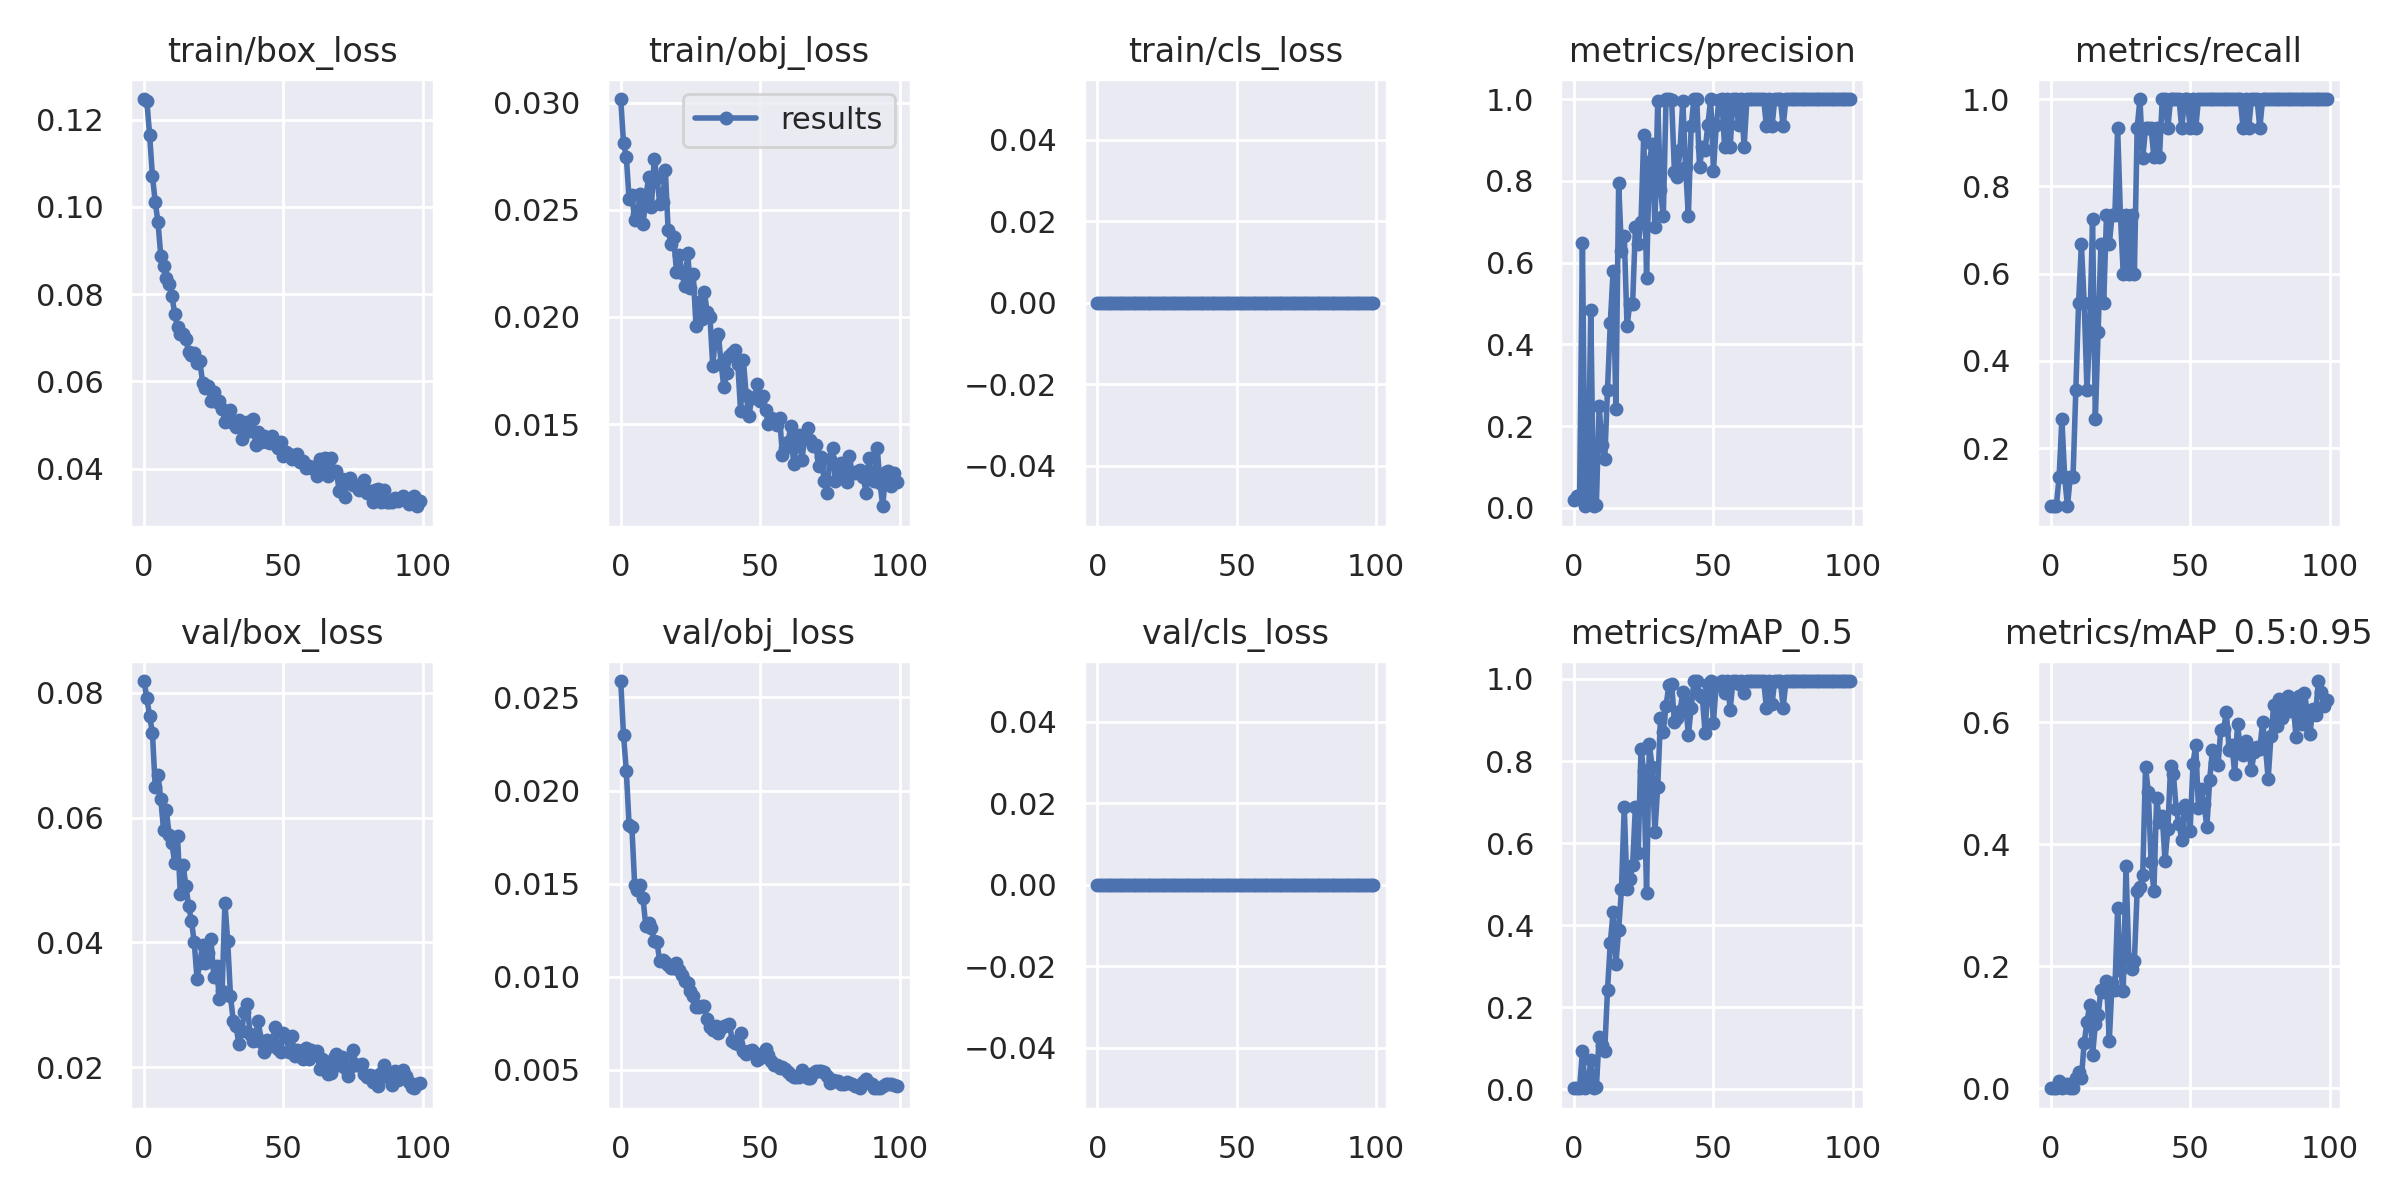 train/box_loss
0.12
0.10
0.08
0.06
0.04
0 50 100
train/obj_loss
results
0.030
0.025
0.020
0.015
0 50 100
train/cls_loss
0.04
0.02
0.00
−0.02
−0.04
0 50 100
metrics/precision
1.0
0.8
0.6
0.4
0.2
0.0
0 50 100
metrics/recall
1.0
0.8
0.6
0.4
0.2
0 50 100
val/box_loss
0.08
0.06
0.04
0.02
0 50 100
val/obj_loss
0.025
0.020
0.015
0.010
0.005
0 50 100
val/cls_loss
0.04
0.02
0.00
−0.02
−0.04
0 50 100
metrics/mAP_0.5
1.0
0.8
0.6
0.4
0.2
0.0
0 50 100
metrics/mAP_0.5:0.95
0.6
0.4
0.2
0.0
0 50 100